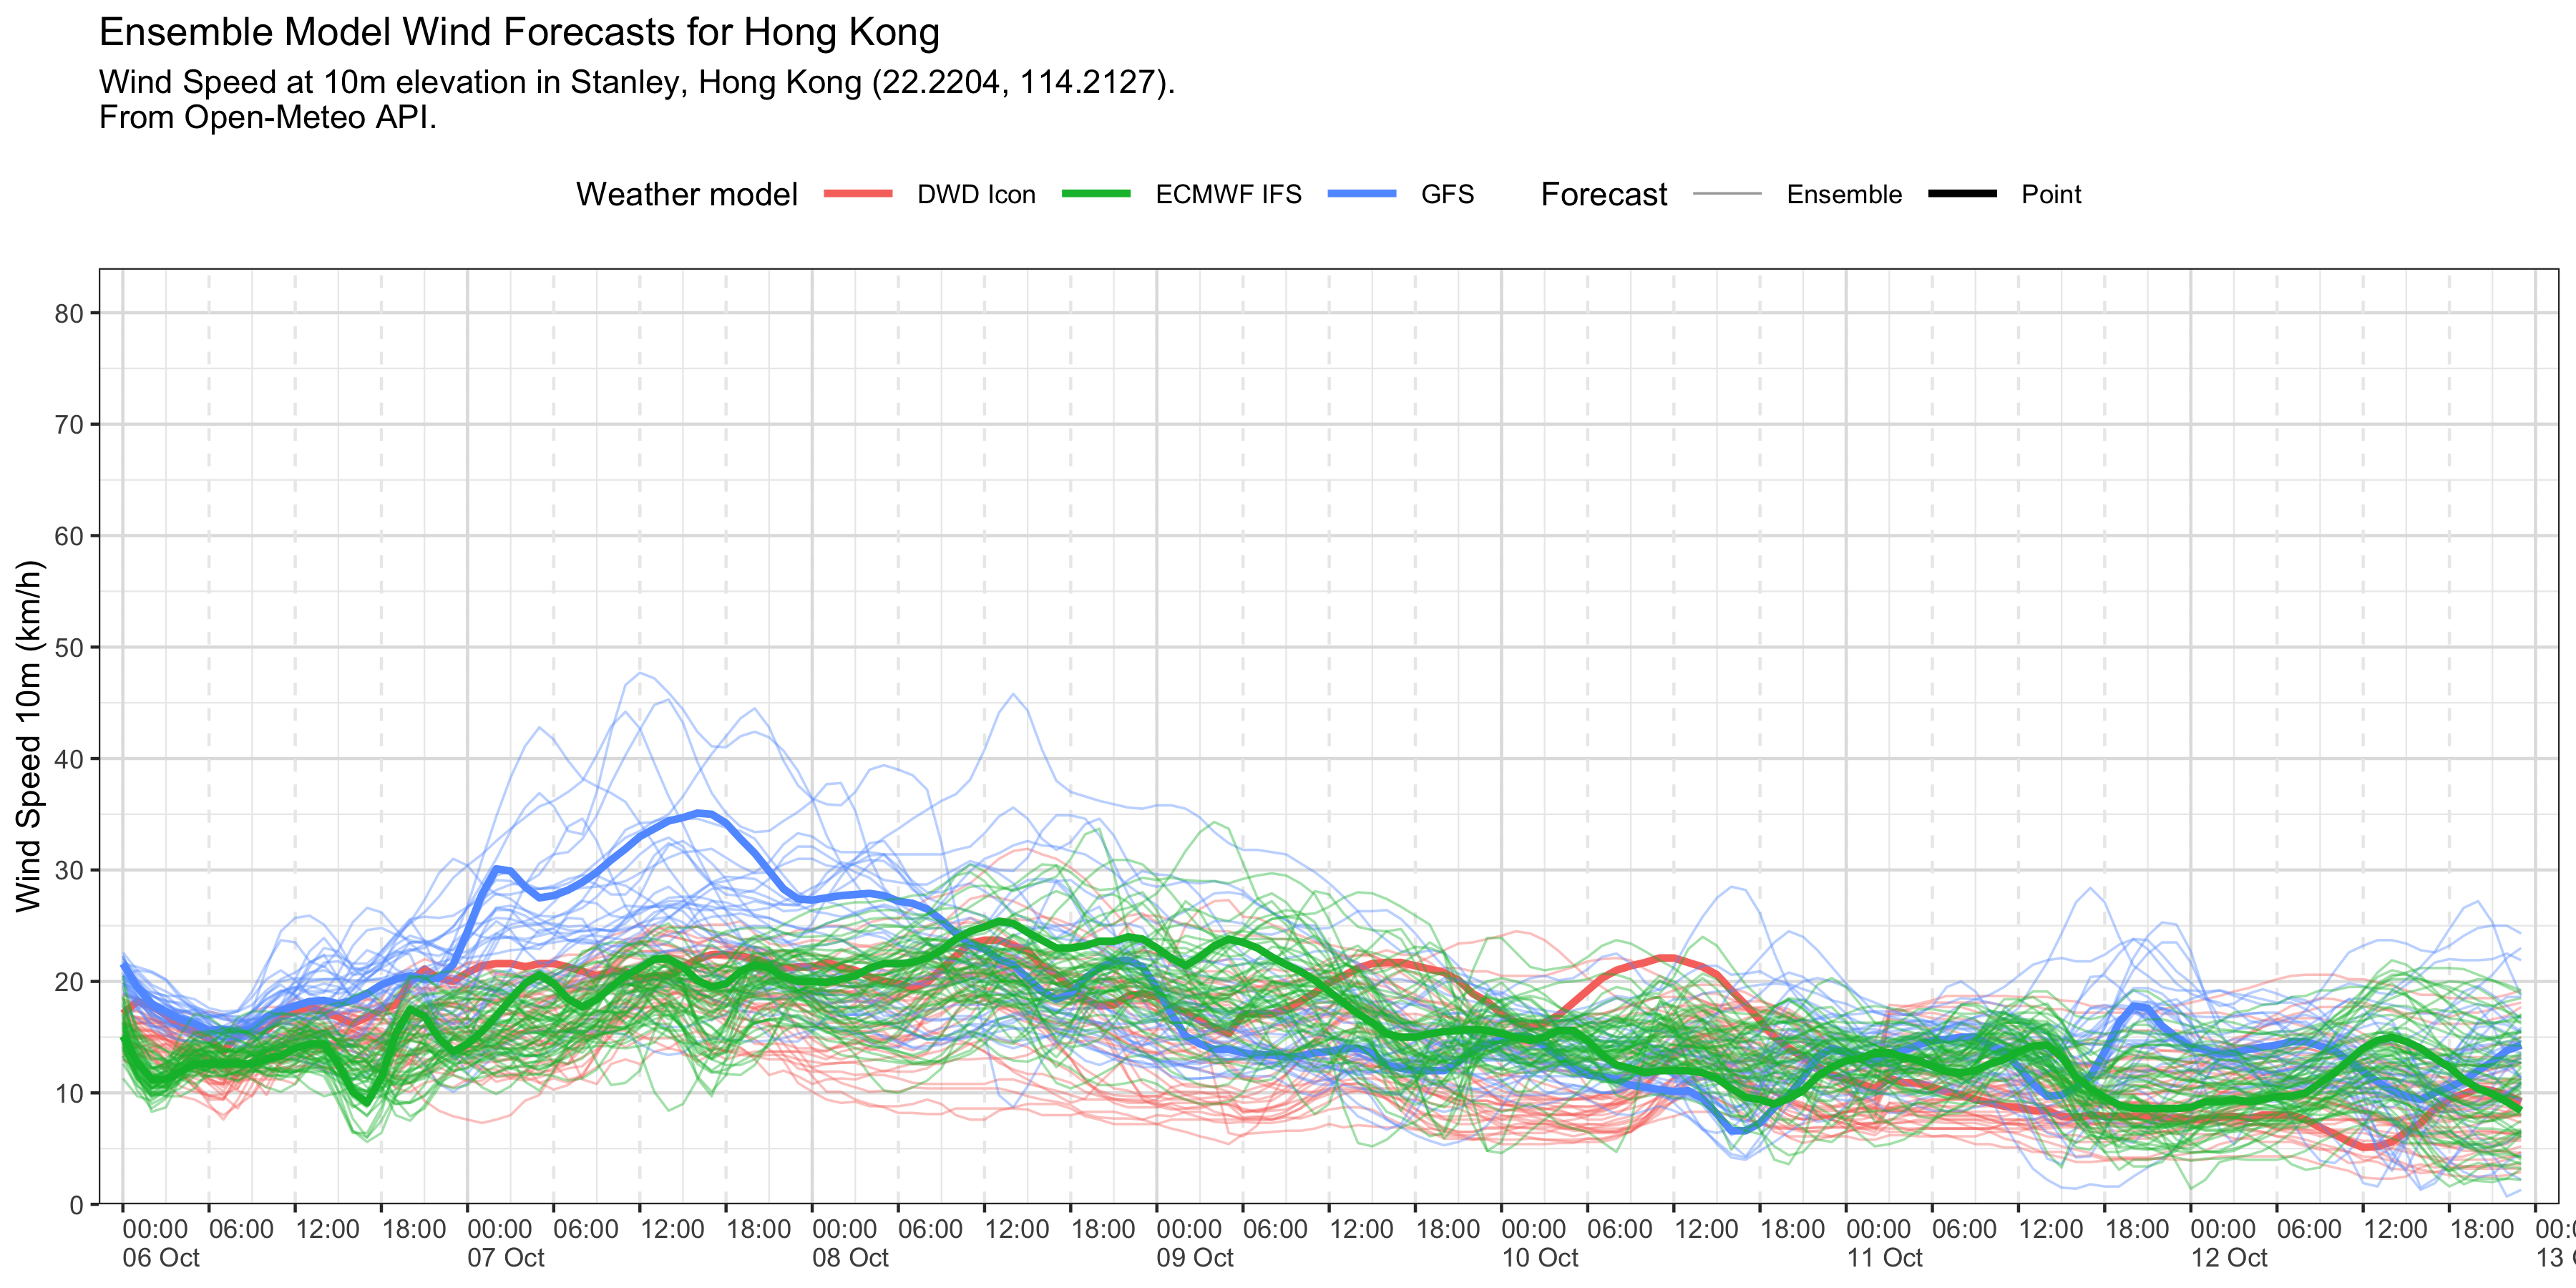 Ensemble Model Wind Forecasts for Hong Kong
Wind Speed at 10m elevation in Stanley, Hong Kong (22.2204, 114.2127).
From Open-Meteo API.
Weather model DWD Icon ECMWF IFS GFS Forecast Ensemble Point
Wind Speed 10m (km/h)
80
70
60
50
40
30
20
10
0
00:00 06:00 12:00 18:00 00:00 06:00 12:00 18:00 00:00 06:00 12:00 18:00 00:00 06:00 12:00 18:00 00:00 06:00 12:00 18:00 00:00 06:00 12:00 18:00 00:00 06:00 12:00 18:00
06 Oct 07 Oct 08 Oct 09 Oct 10 Oct 11 Oct 12 Oct 13